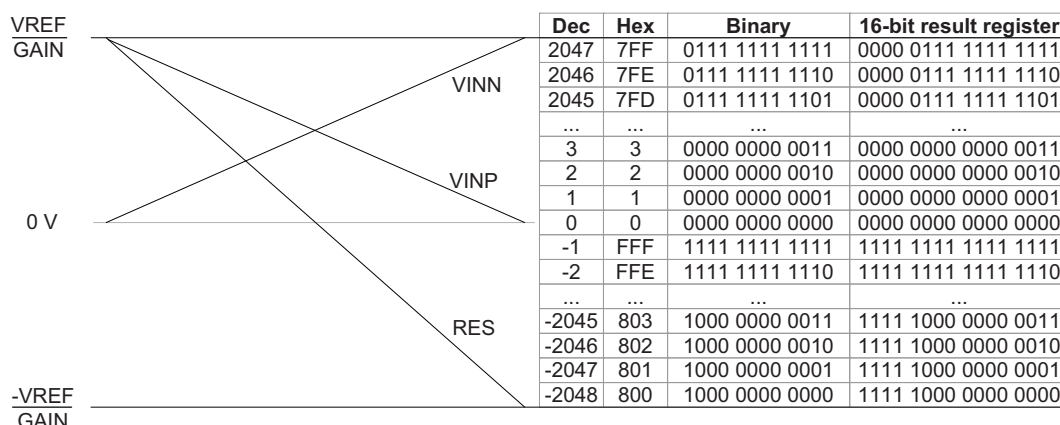 VREF
GAIN
VINN
VINP
0 V
RES
-VREF
GAIN
Dec Hex Binary 16-bit result register
2047 7FF 0111 1111 1111 0000 0111 1111 1111
2046 7FE 0111 1111 1110 0000 0111 1111 1110
2045 7FD 0111 1111 1101 0000 0111 1111 1101
... ... ... ...
3 3 0000 0000 0011 0000 0000 0000 0011
2 2 0000 0000 0010 0000 0000 0000 0010
1 1 0000 0000 0001 0000 0000 0000 0001
0 0 0000 0000 0000 0000 0000 0000 0000
-1 FFF 1111 1111 1111 1111 1111 1111 1111
-2 FFE 1111 1111 1110 1111 1111 1111 1110
... ... ... ...
-2045 803 1000 0000 0011 1111 1000 0000 0011
-2046 802 1000 0000 0010 1111 1000 0000 0010
-2047 801 1000 0000 0001 1111 1000 0000 0001
-2048 800 1000 0000 0000 1111 1000 0000 0000